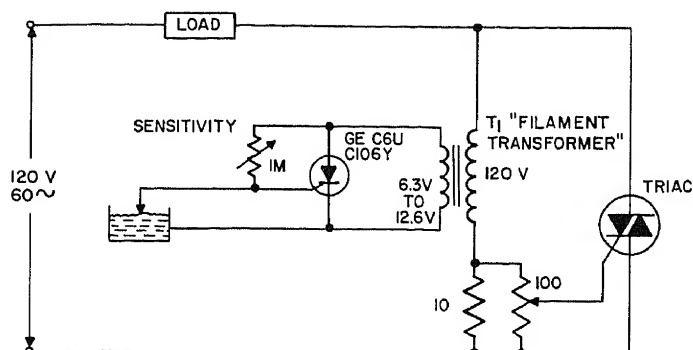 LOAD
SENSITIVITY
GE C6U
C106Y
T1 "FILAMENT
TRANSFORMER"
1M
120 V
60~
6.3V
TO
12.6V
120 V
TRIAC
10
100